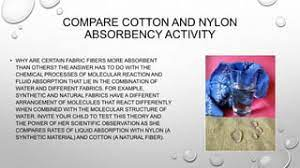 COMPARE COTTON AND NYLON
ABSORBENCY ACTIVITY
• WHY ARE CERTAIN FABRIC FIBERS MORE ABSORBENT
THAN OTHERS? THE ANSWER HAS TO DO WITH THE
CHEMICAL PROCESSES OF MOLECULAR REACTION AND
FLUID ABSORPTION THAT LIE IN THE COMBINATION OF
WATER AND DIFFERENT FABRICS. FOR EXAMPLE,
SYNTHETIC AND NATURAL FABRICS HAVE A DIFFERENT
ARRANGEMENT OF MOLECULES THAT REACT DIFFERENTLY
WHEN COMBINED WITH THE MOLECULAR STRUCTURE OF
WATER. INVITE YOUR CHILD TO TEST THIS THEORY AND
THE POWER OF HER SCIENTIFIC OBSERVATION AS SHE
COMPARES RATES OF LIQUID ABSORPTION WITH NYLON (A
SYNTHETIC MATERIAL) AND COTTON (A NATURAL FIBER).